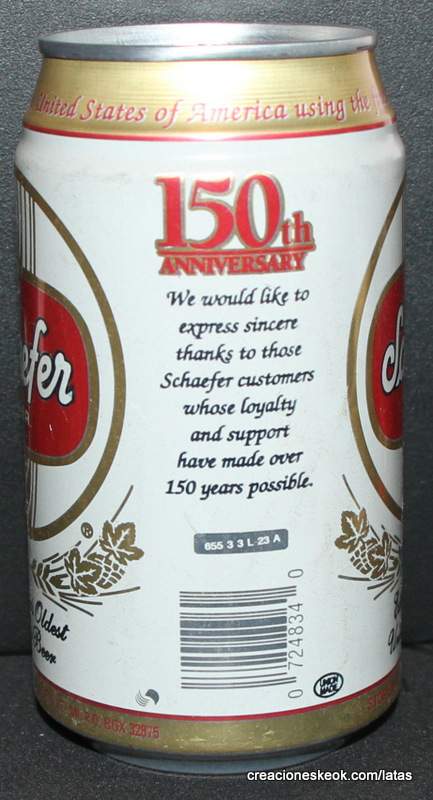 United States of America using the
150th
ANNIVERSARY
We would like to
express sincere
thanks to those
Schaefer customers
whose loyalty
and support
have made over
150 years possible.
efer
®
655 3 3 L 23 A
Oldest
Beer
0 724834 0
UNION
MADE
creacioneskeok.com/latas